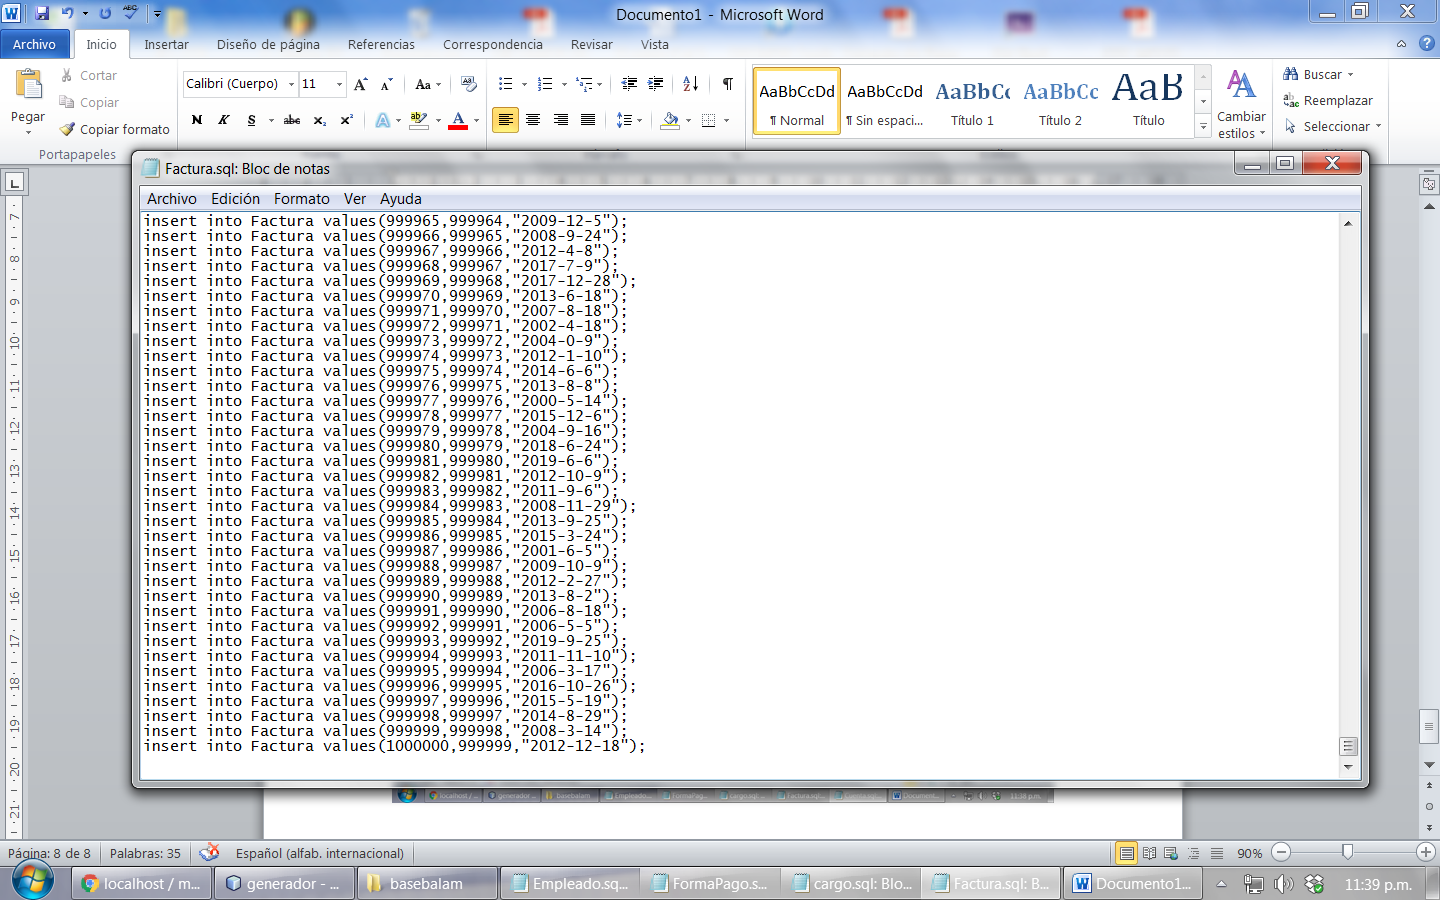 Documento1 - Microsoft Word
Archivo Inicio Insertar Diseño de página Referencias Correspondencia Revisar Vista
Pegar
Cortar
Copiar
Copiar formato
Portapapeles
Calibri (Cuerpo) 11
N K S abc x₂ x²
AaBbCcDd AaBbCcDd AaBbCc AaBbCc AaB
¶ Normal ¶ Sin espaci... Título 1 Título 2 Título
Cambiar
estilos
Buscar
Reemplazar
Seleccionar
Factura.sql: Bloc de notas
Archivo Edición Formato Ver Ayuda
insert into Factura values(999965,999964,"2009-12-5");
insert into Factura values(999966,999965,"2008-9-24");
insert into Factura values(999967,999966,"2012-4-8");
insert into Factura values(999968,999967,"2017-7-9");
insert into Factura values(999969,999968,"2017-12-28");
insert into Factura values(999970,999969,"2013-6-18");
insert into Factura values(999971,999970,"2007-8-18");
insert into Factura values(999972,999971,"2002-4-18");
insert into Factura values(999973,999972,"2004-0-9");
insert into Factura values(999974,999973,"2012-1-10");
insert into Factura values(999975,999974,"2014-6-6");
insert into Factura values(999976,999975,"2013-8-8");
insert into Factura values(999977,999976,"2000-5-14");
insert into Factura values(999978,999977,"2015-12-6");
insert into Factura values(999979,999978,"2004-9-16");
insert into Factura values(999980,999979,"2018-6-24");
insert into Factura values(999981,999980,"2019-6-6");
insert into Factura values(999982,999981,"2012-10-9");
insert into Factura values(999983,999982,"2011-9-6");
insert into Factura values(999984,999983,"2008-11-29");
insert into Factura values(999985,999984,"2013-9-25");
insert into Factura values(999986,999985,"2015-3-24");
insert into Factura values(999987,999986,"2001-6-5");
insert into Factura values(999988,999987,"2009-10-9");
insert into Factura values(999989,999988,"2012-2-27");
insert into Factura values(999990,999989,"2013-8-2");
insert into Factura values(999991,999990,"2006-8-18");
insert into Factura values(999992,999991,"2006-5-5");
insert into Factura values(999993,999992,"2019-9-25");
insert into Factura values(999994,999993,"2011-11-10");
insert into Factura values(999995,999994,"2006-3-17");
insert into Factura values(999996,999995,"2016-10-26");
insert into Factura values(999997,999996,"2015-5-19");
insert into Factura values(999998,999997,"2014-8-29");
insert into Factura values(999999,999998,"2008-3-14");
insert into Factura values(1000000,999999,"2012-12-18");
Página: 8 de 8 Palabras: 35 Español (alfab. internacional) 90%
localhost / m... generador - ... basebalam Empleado.sq... FormaPago.s... cargo.sql: Blo... Factura.sql: B... Documento1... 11:39 p.m.